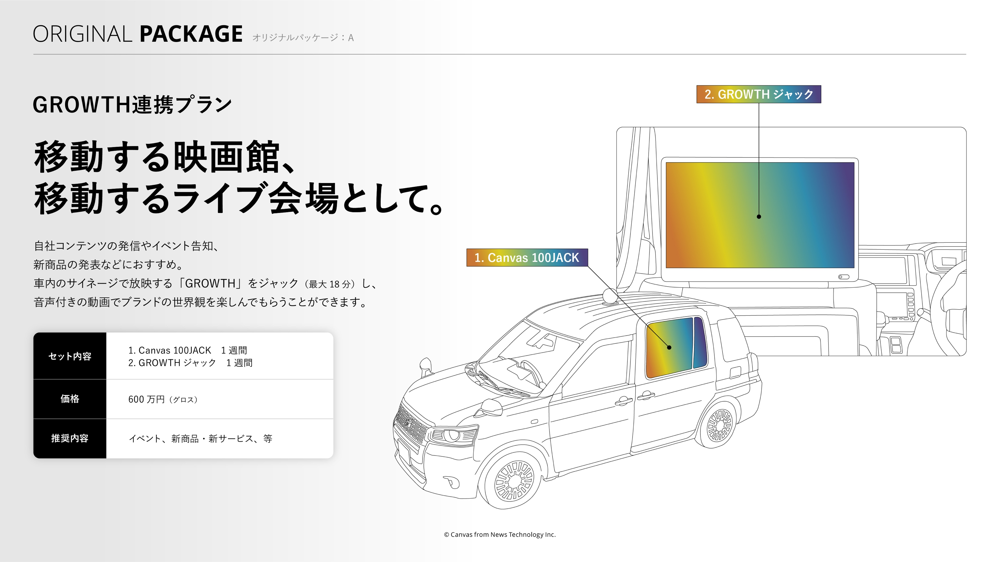 ORIGINAL PACKAGE オリジナルパッケージ：A
GROWTH連携プラン
移動する映画館、
移動するライブ会場として。
自社コンテンツの発信やイベント告知、
新商品の発表などにおすすめ。
車内のサイネージで放映する「GROWTH」をジャック（最大 18 分）し、
音声付きの動画でブランドの世界観を楽しんでもらうことができます。
セット内容
1. Canvas 100JACK　1 週間
2. GROWTH ジャック　1 週間
価格
600 万円（グロス）
推奨内容
イベント、新商品・新サービス、等
2. GROWTH ジャック
1. Canvas 100JACK
© Canvas from News Technology Inc.